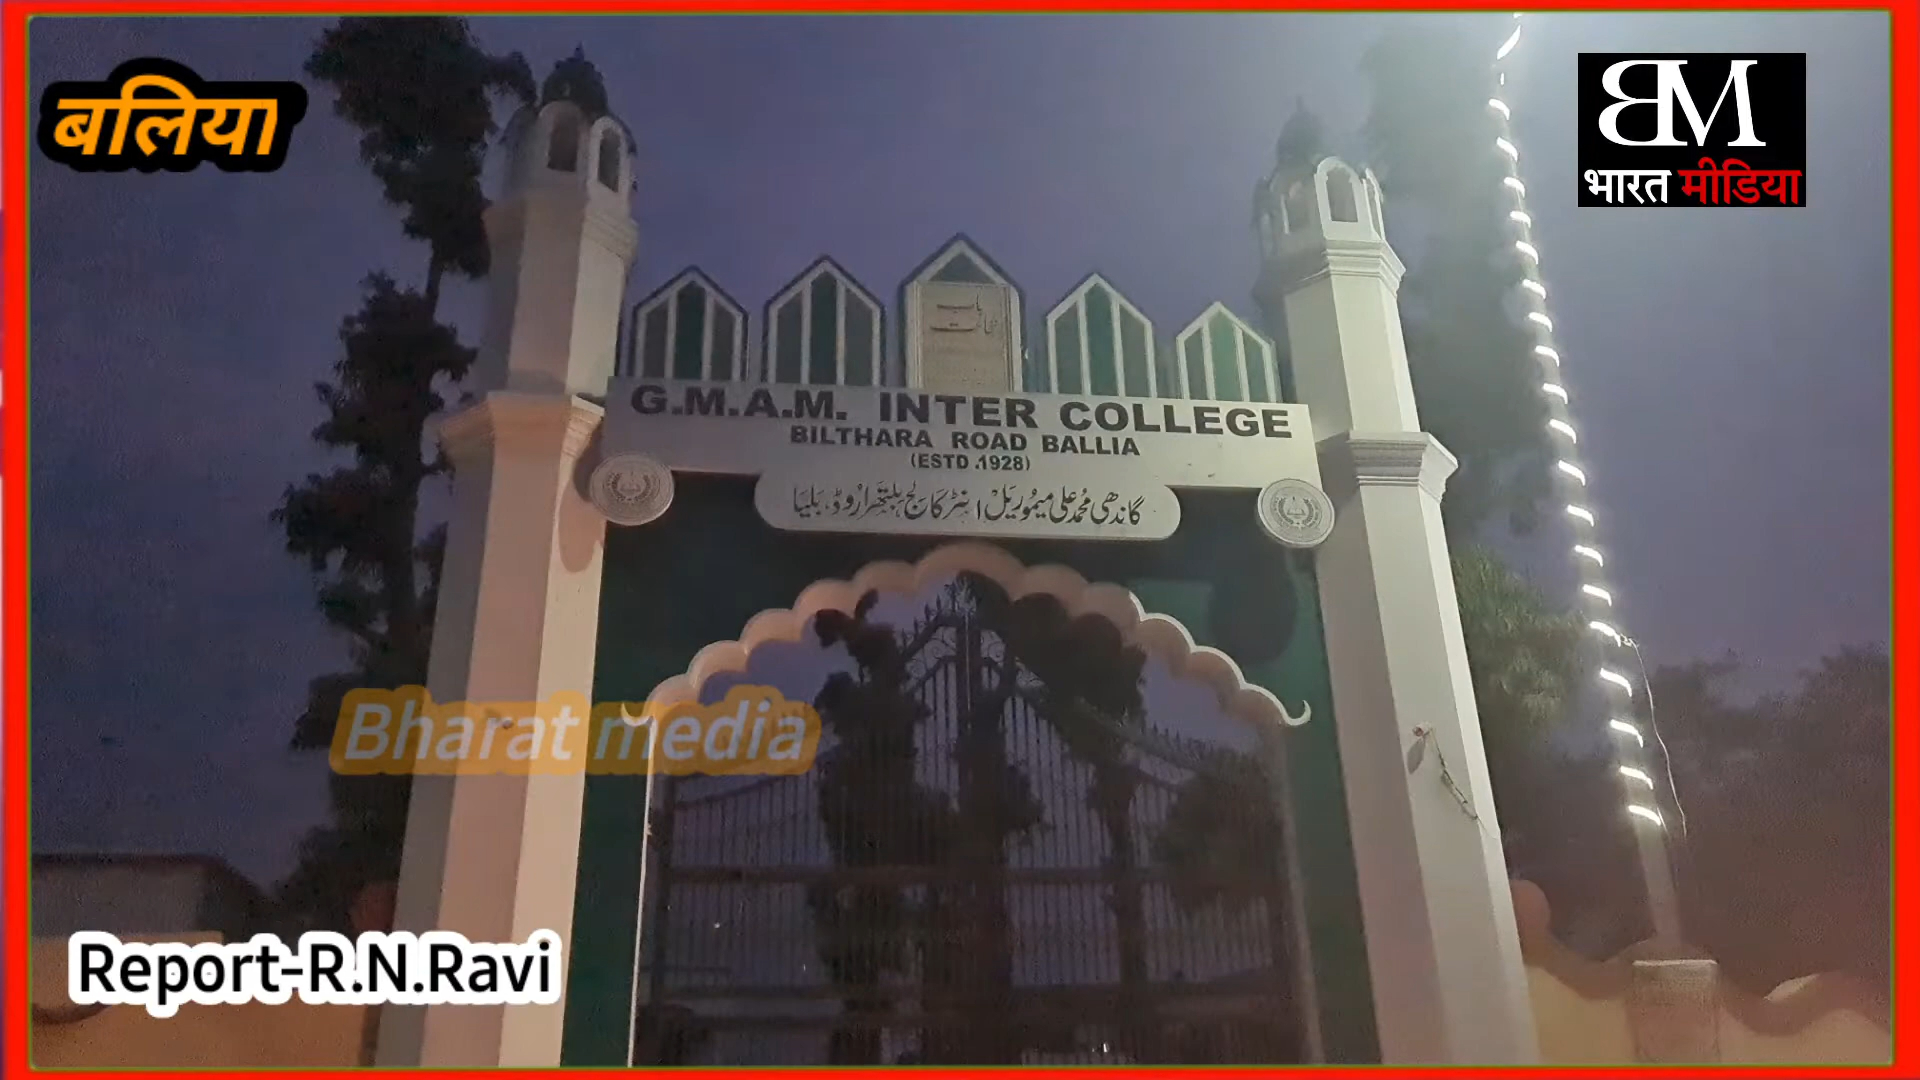 बलिया
BM
भारत मीडिया
باب
G.M.A.M. INTER COLLEGE
BILTHARA ROAD BALLIA
(ESTD.1928)
گاندھی محمد علی میموریل انٹر کالج بلتھرا روڈ، بلیا
Bharat media
Report-R.N.Ravi